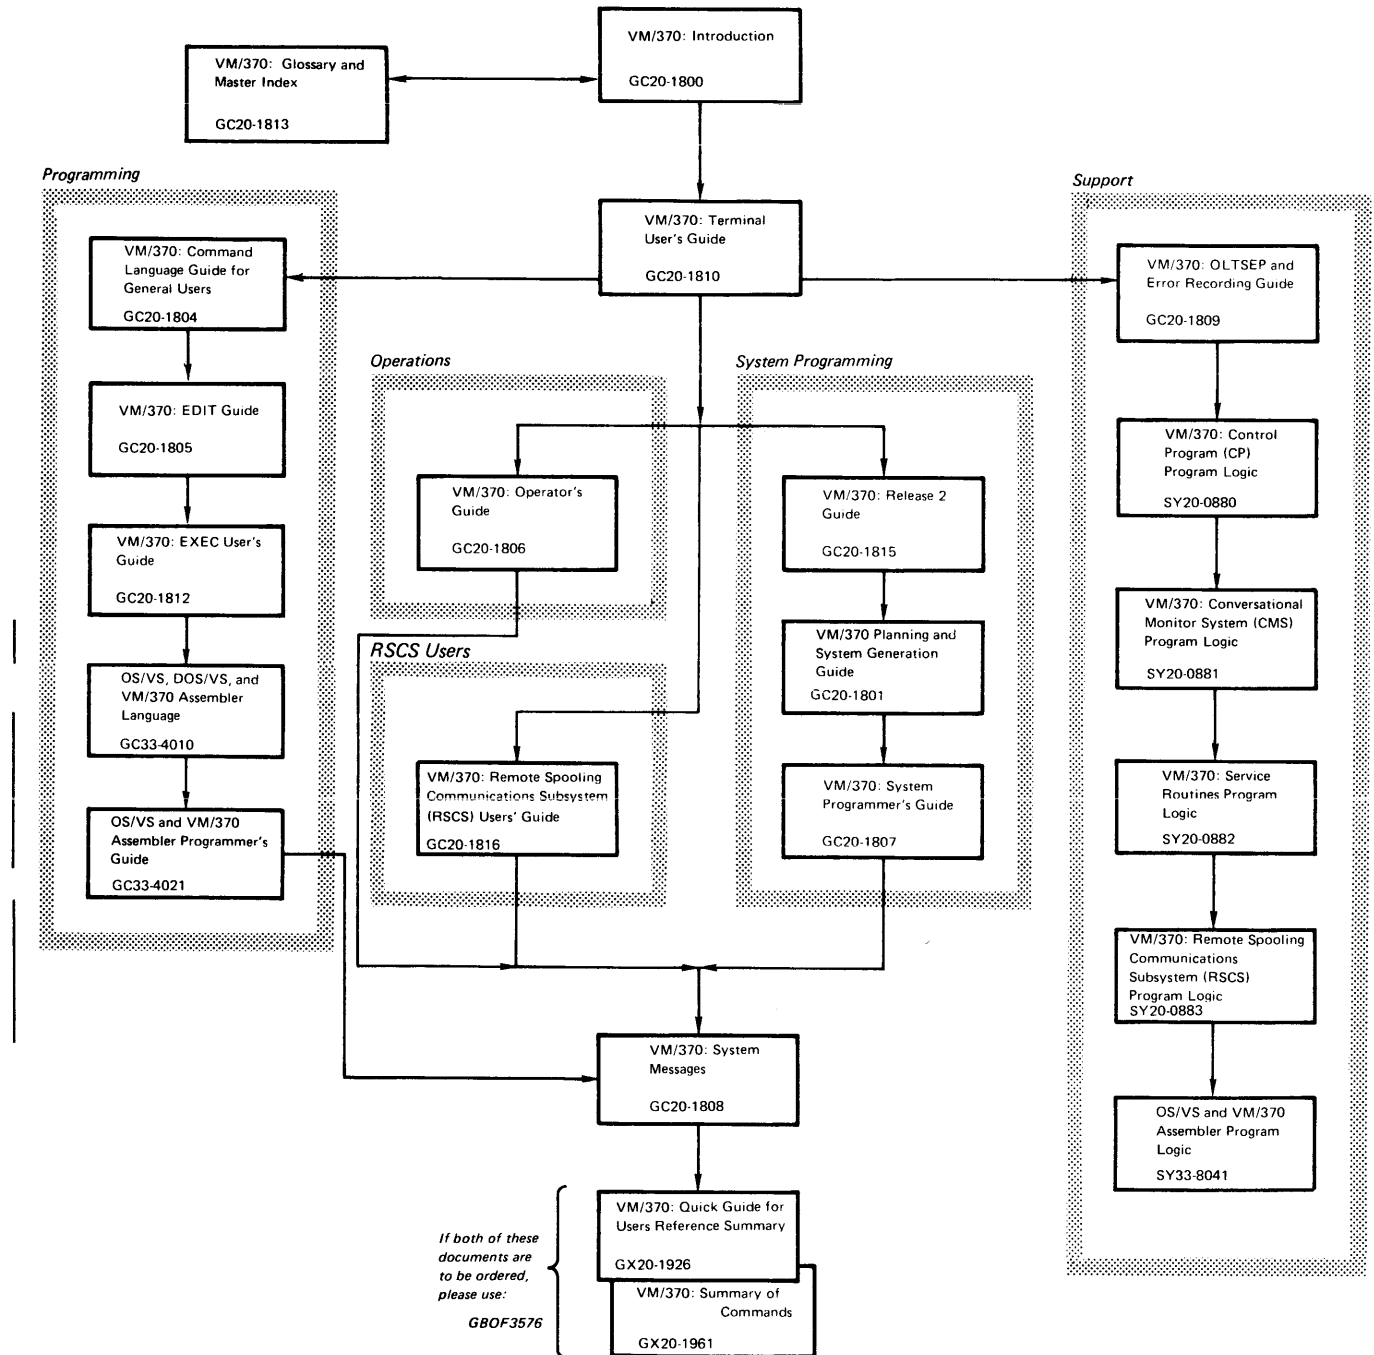 VM/370: Introduction
GC20-1800
VM/370: Glossary and
Master Index
GC20-1813
Programming
VM/370: Command
Language Guide for
General Users
GC20-1804
VM/370: EDIT Guide
GC20-1805
VM/370: EXEC User's
Guide
GC20-1812
OS/VS, DOS/VS, and
VM/370 Assembler
Language
GC33-4010
OS/VS and VM/370
Assembler Programmer's
Guide
GC33-4021
VM/370: Terminal
User's Guide
GC20-1810
Operations
VM/370: Operator's
Guide
GC20-1806
RSCS Users
VM/370: Remote Spooling
Communications Subsystem
(RSCS) Users' Guide
GC20-1816
System Programming
VM/370: Release 2
Guide
GC20-1815
VM/370 Planning and
System Generation
Guide
GC20-1801
VM/370: System
Programmer's Guide
GC20-1807
Support
VM/370: OLTSEP and
Error Recording Guide
GC20-1809
VM/370: Control
Program (CP)
Program Logic
SY20-0880
VM/370: Conversational
Monitor System (CMS)
Program Logic
SY20-0881
VM/370: Service
Routines Program
Logic
SY20-0882
VM/370: Remote Spooling
Communications
Subsystem (RSCS)
Program Logic
SY20-0883
OS/VS and VM/370
Assembler Program
Logic
SY33-8041
VM/370: System
Messages
GC20-1808
If both of these
documents are
to be ordered,
please use:
GBOF3576
VM/370: Quick Guide for
Users Reference Summary
GX20-1926
VM/370: Summary of
Commands
GX20-1961